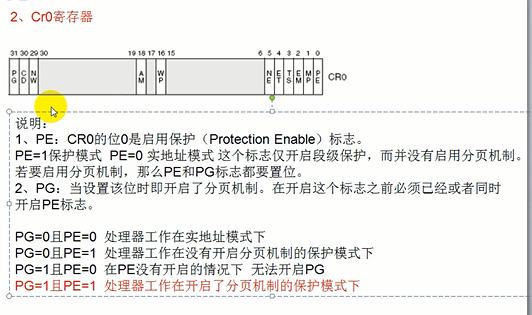 2、Cr0寄存器
31 30 29 30 19 18 17 16 15 6 5 4 3 2 1 0
PG CD NW AM WP NE ET TS EM MP PE CR0
说明:
1、PE：CR0的位0是启用保护（Protection Enable）标志。
PE=1保护模式 PE=0 实地址模式 这个标志仅开启段级保护，而并没有启用分页机制。
若要启用分页机制，那么PE和PG标志都要置位。
2、PG：当设置该位时即开启了分页机制。在开启这个标志之前必须已经或者同时
开启PE标志。
PG=0且PE=0 处理器工作在实地址模式下
PG=0且PE=1 处理器工作在没有开启分页机制的保护模式下
PG=1且PE=0 在PE没有开启的情况下 无法开启PG
PG=1且PE=1 处理器工作在开启了分页机制的保护模式下